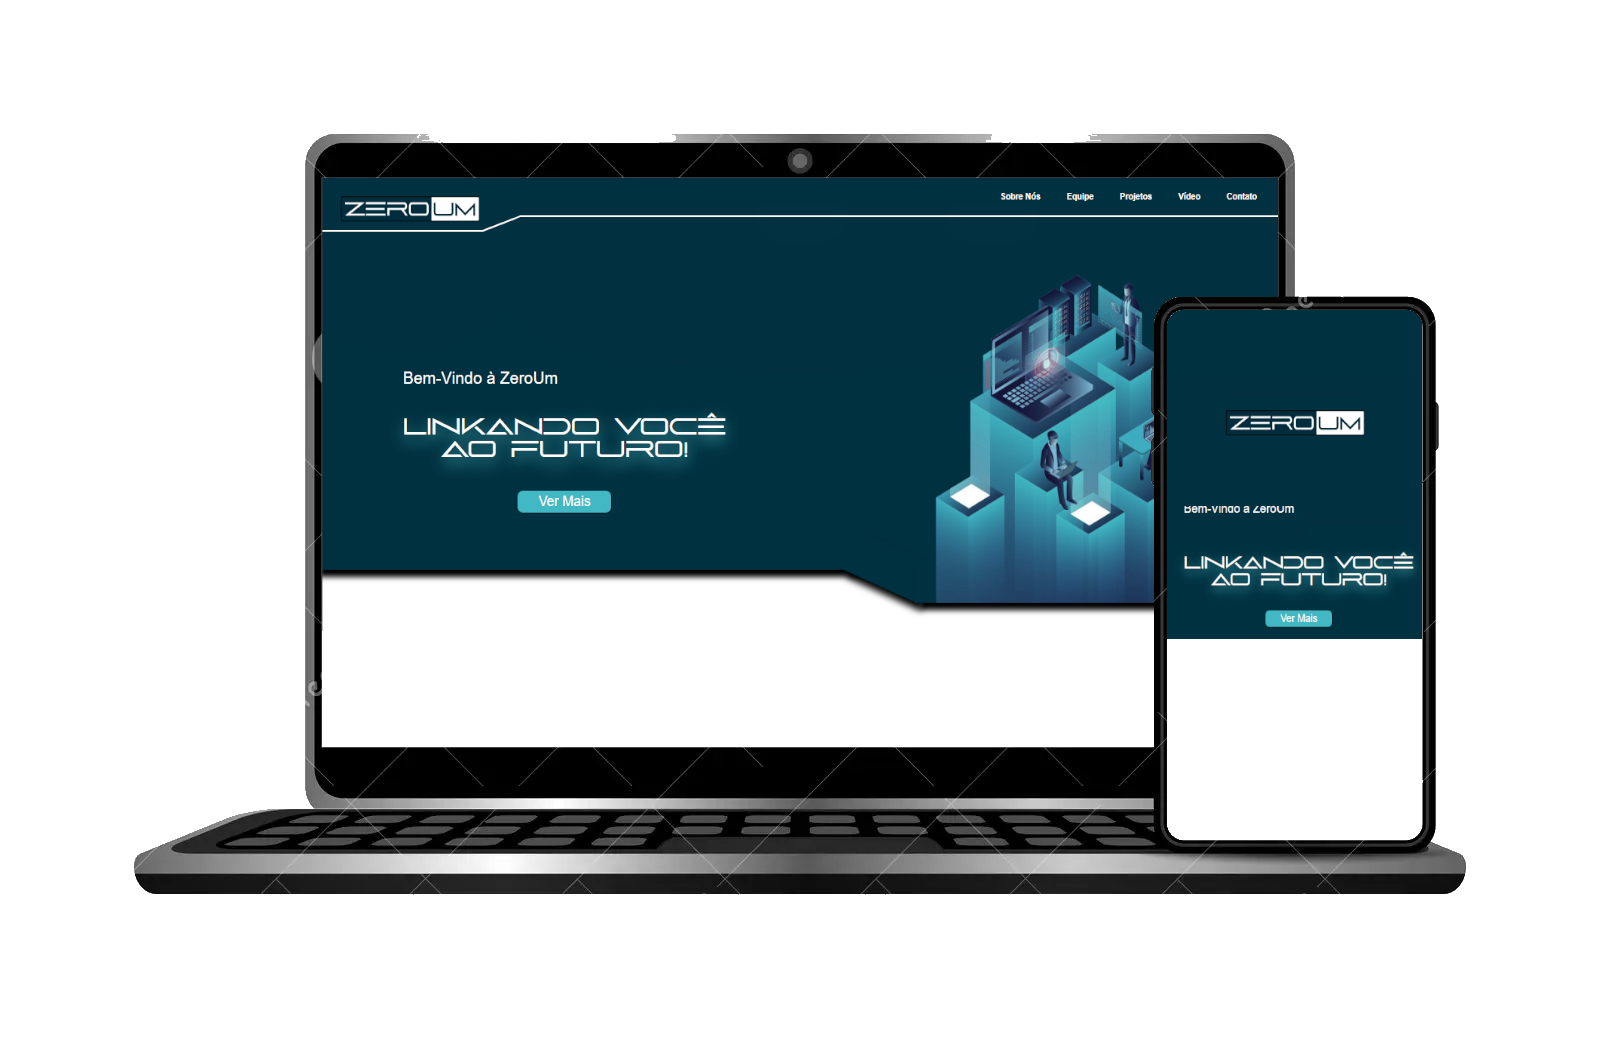 ZEROUM
Sobre Nós Equipe Projetos Vídeo Contato
Bem-Vindo à ZeroUm
LINKANDO VOCÊ
AO FUTURO!
Ver Mais
ZEROUM
Bem-Vindo à ZeroUm
LINKANDO VOCÊ
AO FUTURO!
Ver Mais